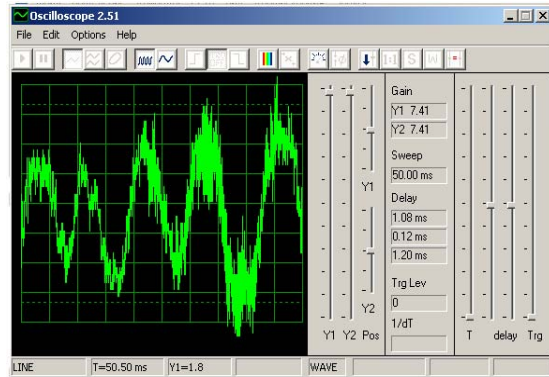 Oscilloscope 2.51
File Edit Options Help
Gain
Y1 7.41
Y2 7.41
Sweep
50.00 ms
Y1
Delay
1.08 ms
0.12 ms
1.20 ms
Trg Lev
Y2
0
1/dT
Y1 Y2 Pos
T delay Trg
LINE T=50.50 ms Y1=1.8 WAVE